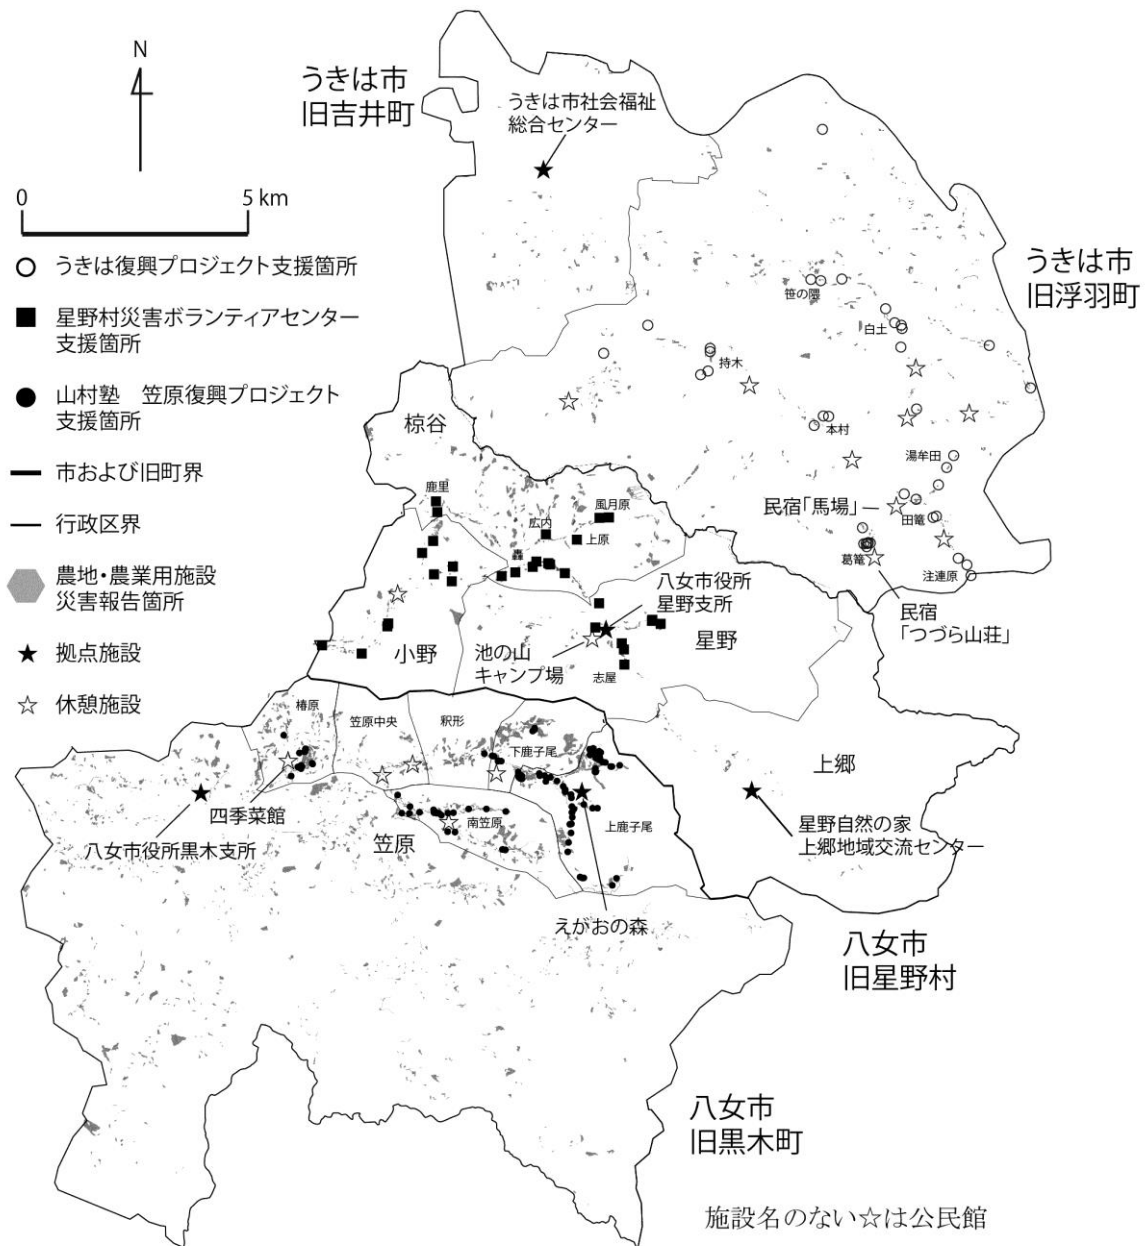 N
0
5 km
うきは復興プロジェクト支援箇所
星野村災害ボランティアセンター
支援箇所
山村塾　笠原復興プロジェクト
支援箇所
市および旧町界
行政区界
農地・農業用施設
災害報告箇所
拠点施設
休憩施設
うきは市
旧吉井町
うきは市社会福祉
総合センター
うきは市
旧浮羽町
笹の隈
白土
持木
本村
湯牟田
民宿「馬場」
田篭
葛篭
注連原
民宿
「つづら山荘」
椋谷
鹿里
風月原
広内
上原
轟
八女市役所
星野支所
星野
小野
池の山
キャンプ場
志屋
椿原
笠原中央
釈形
下鹿子尾
上郷
四季菜館
南笠原
上鹿子尾
星野自然の家
上郷地域交流センター
八女市役所黒木支所
笠原
えがおの森
八女市
旧星野村
八女市
旧黒木町
施設名のない☆は公民館